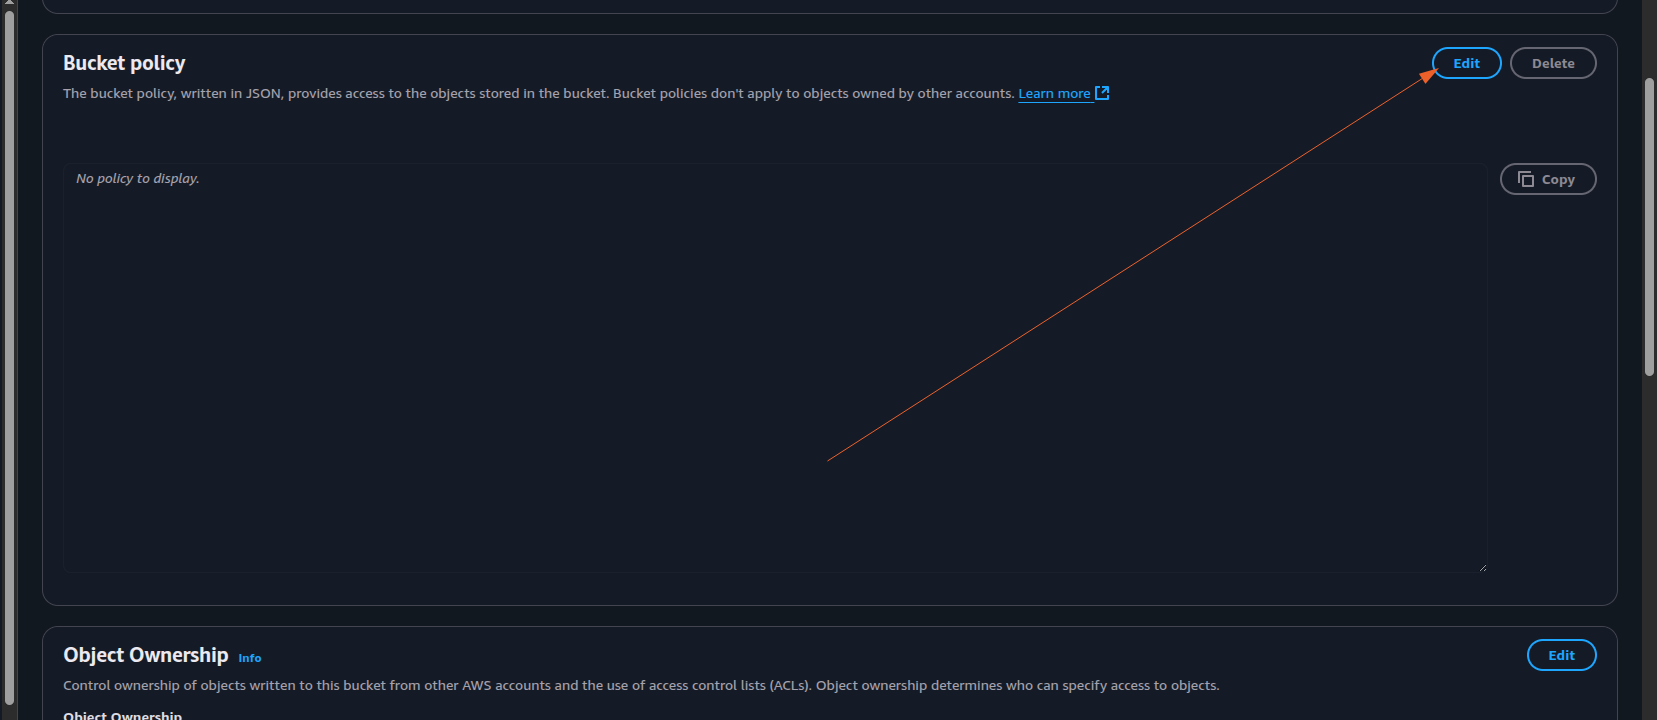 Bucket policy
Edit
Delete
The bucket policy, written in JSON, provides access to the objects stored in the bucket. Bucket policies don't apply to objects owned by other accounts. Learn more
No policy to display.
Copy
Object Ownership Info
Edit
Control ownership of objects written to this bucket from other AWS accounts and the use of access control lists (ACLs). Object ownership determines who can specify access to objects.
Object Ownership